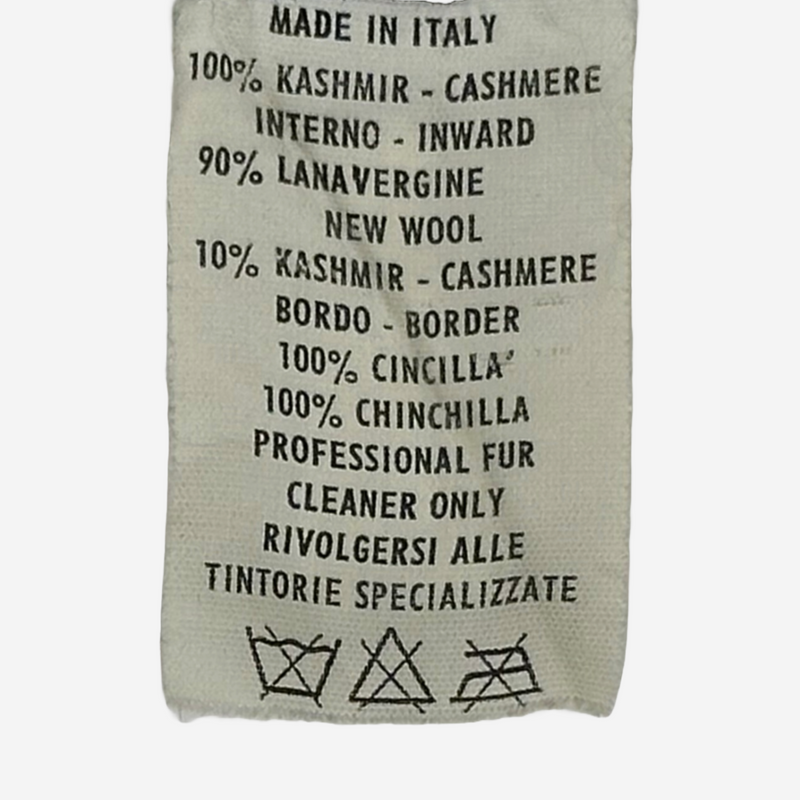 MADE IN ITALY
100% KASHMIR - CASHMERE
INTERNO - INWARD
90% LANAVERGINE
NEW WOOL
10% KASHMIR - CASHMERE
BORDO - BORDER
100% CINCILLA'
100% CHINCHILLA
PROFESSIONAL FUR
CLEANER ONLY
RIVOLGERSI ALLE
TINTORIE SPECIALIZZATE